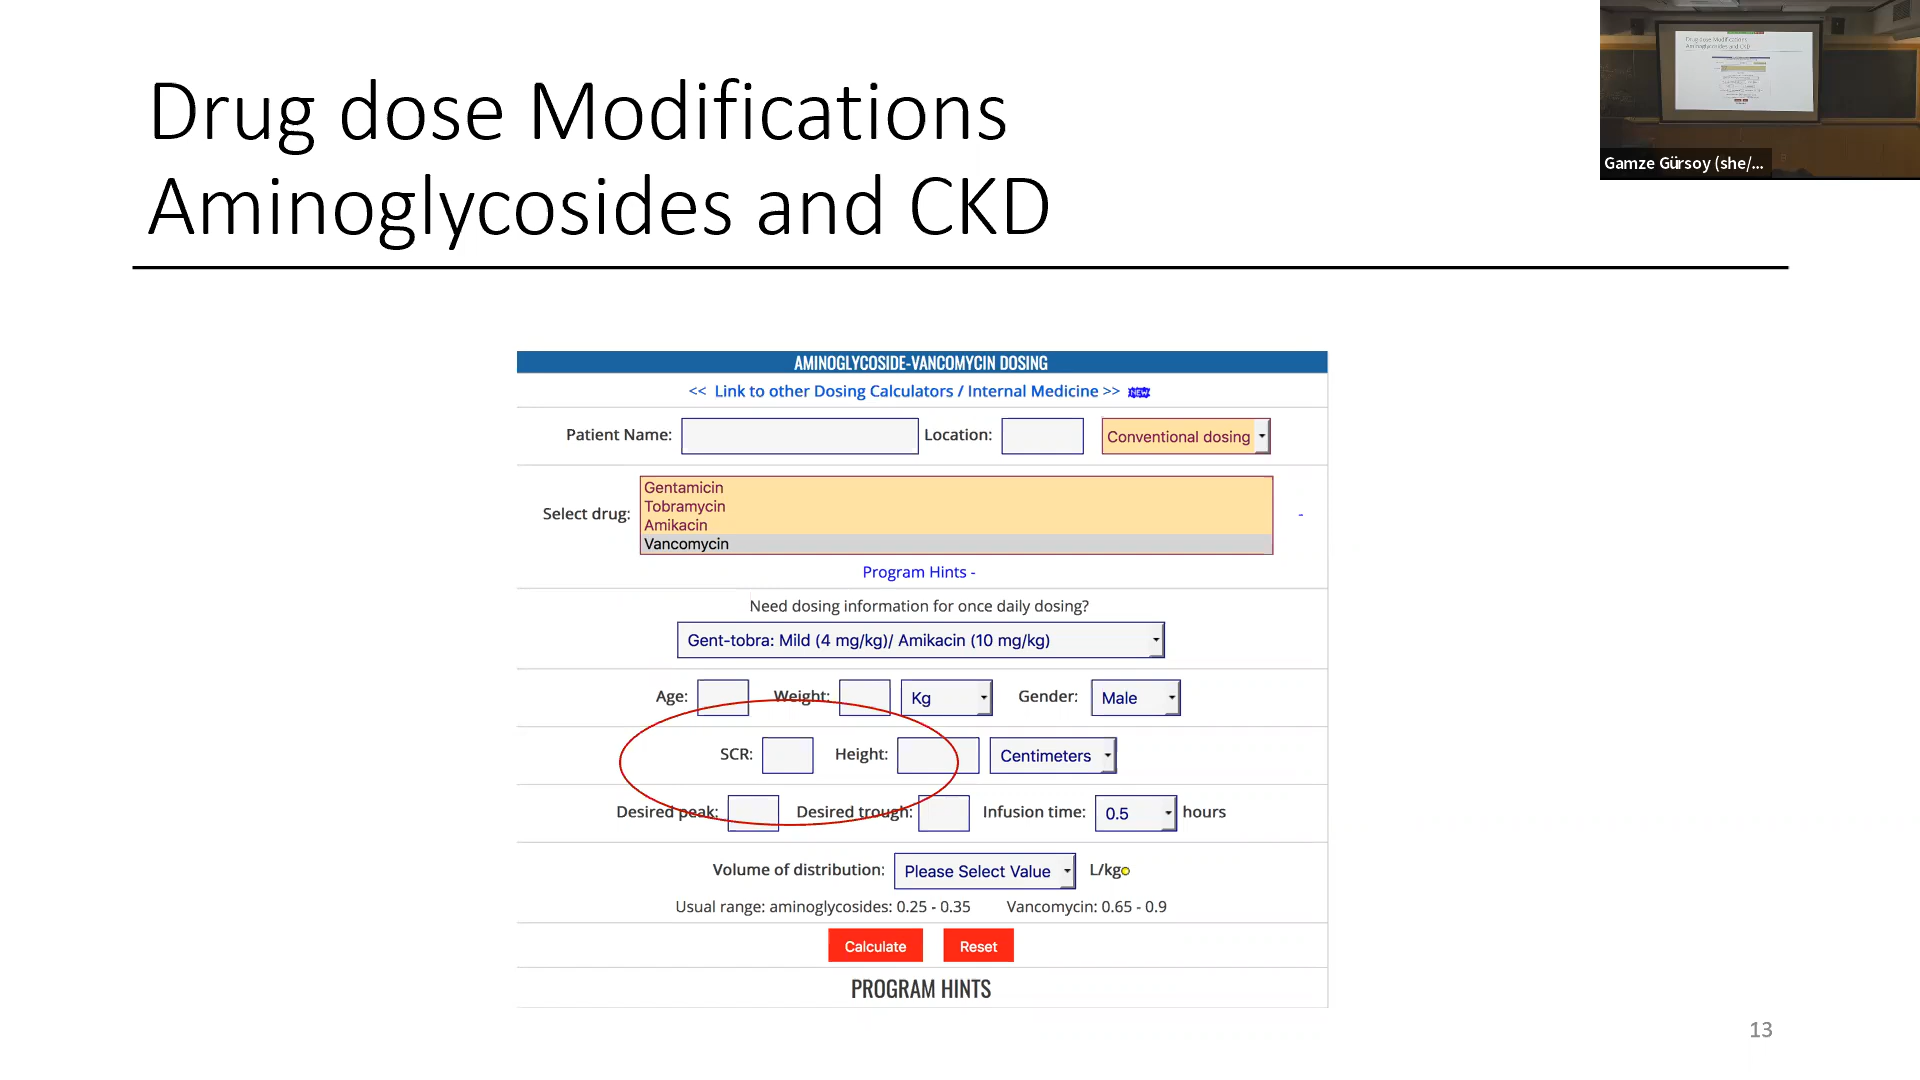 Drug dose Modifications
Aminoglycosides and CKD
Gamze Gürsoy (she/...
AMINOGLYCOSIDE-VANCOMYCIN DOSING
<< Link to other Dosing Calculators / Internal Medicine >> NEW
Patient Name: Location: Conventional dosing
Select drug: Gentamicin
Tobramycin
Amikacin
Vancomycin
-
Program Hints -
Need dosing information for once daily dosing?
Gent-tobra: Mild (4 mg/kg)/ Amikacin (10 mg/kg)
Age: Weight: Kg Gender: Male
SCR: Height: Centimeters
Desired peak: Desired trough: Infusion time: 0.5 hours
Volume of distribution: Please Select Value L/kg
Usual range: aminoglycosides: 0.25 - 0.35 Vancomycin: 0.65 - 0.9
Calculate Reset
PROGRAM HINTS
13